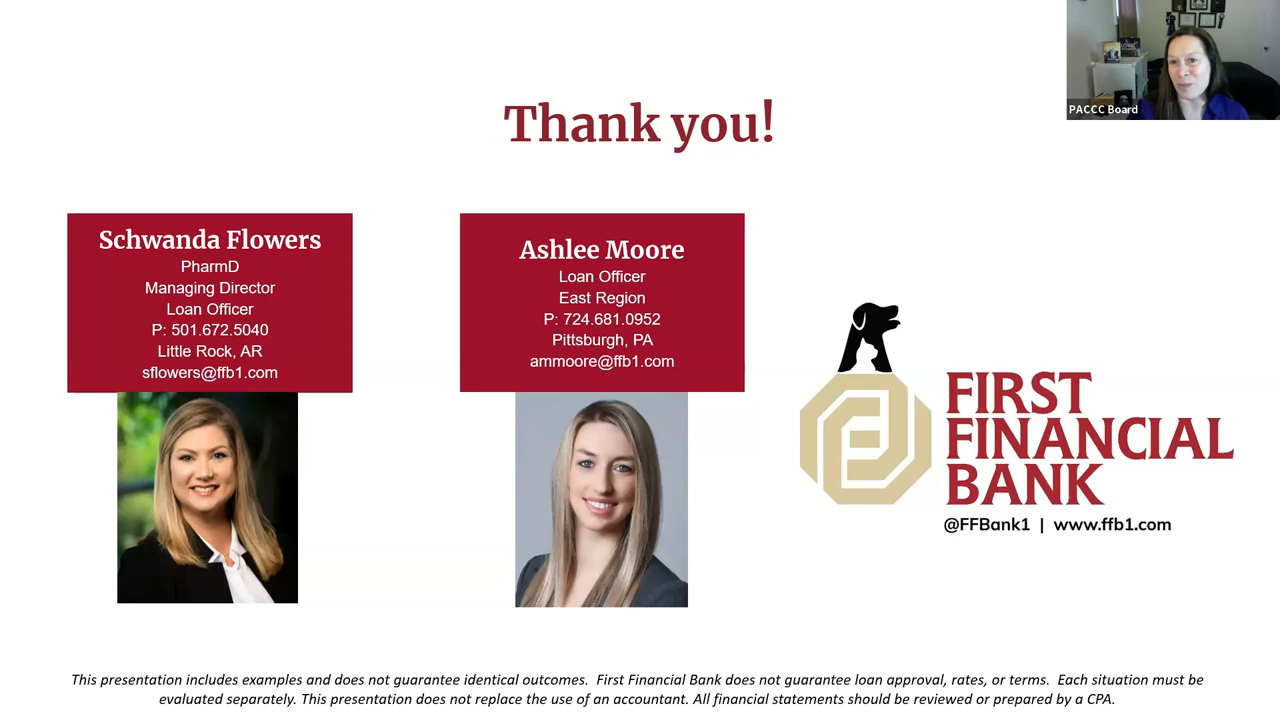 PACCC Board
Thank you!
Schwanda Flowers
PharmD
Managing Director
Loan Officer
P: 501.672.5040
Little Rock, AR
sflowers@ffb1.com
Ashlee Moore
Loan Officer
East Region
P: 724.681.0952
Pittsburgh, PA
ammoore@ffb1.com
FIRST
FINANCIAL
BANK
@FFBank1 | www.ffb1.com
This presentation includes examples and does not guarantee identical outcomes. First Financial Bank does not guarantee loan approval, rates, or terms. Each situation must be
evaluated separately. This presentation does not replace the use of an accountant. All financial statements should be reviewed or prepared by a CPA.